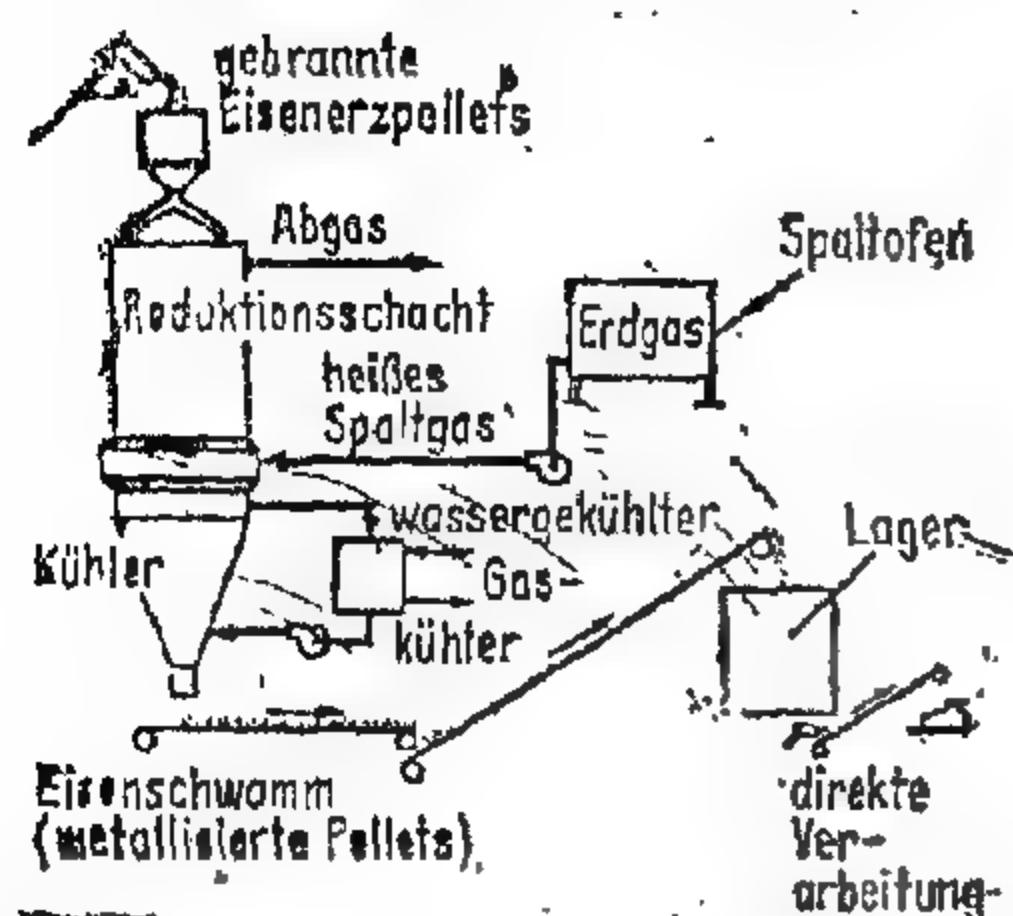 gebrannte
Eisenerzpellets
Abgas
Spaltofen
Reduktionsschacht
Erdgas
heißes
Spaltgas
wassergekühlter
Gas-
kühler
Lager
Kühler
Eisenschwamm
(metallisierte Pellets)
direkte
Ver-
arbeitung-